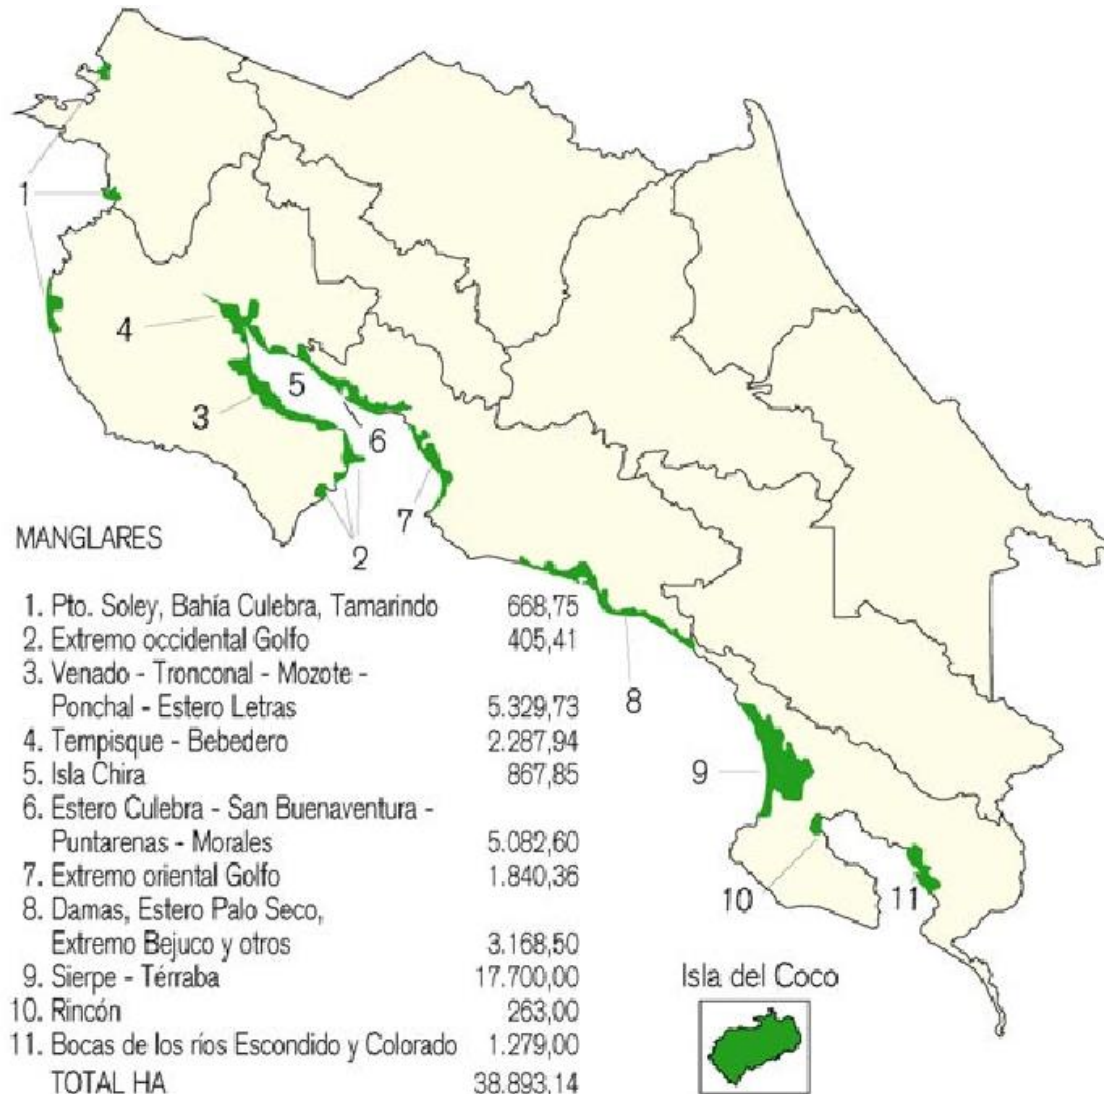 1
4
5
3
6
7
2
MANGLARES
1. Pto. Soley, Bahía Culebra, Tamarindo 668,75
2. Extremo occidental Golfo 405,41
3. Venado - Tronconal - Mozote -
Ponchal - Estero Letras 5.329,73
4. Tempisque - Bebedero 2.287,94
5. Isla Chira 867,85
6. Estero Culebra - San Buenaventura -
Puntarenas - Morales 5.082,60
7. Extremo oriental Golfo 1.840,36
8. Damas, Estero Palo Seco,
Extremo Bejuco y otros 3.168,50
9. Sierpe - Térraba 17.700,00
10. Rincón 263,00
11. Bocas de los ríos Escondido y Colorado 1.279,00
TOTAL HA 38.893,14
8
9
10
11
Isla del Coco